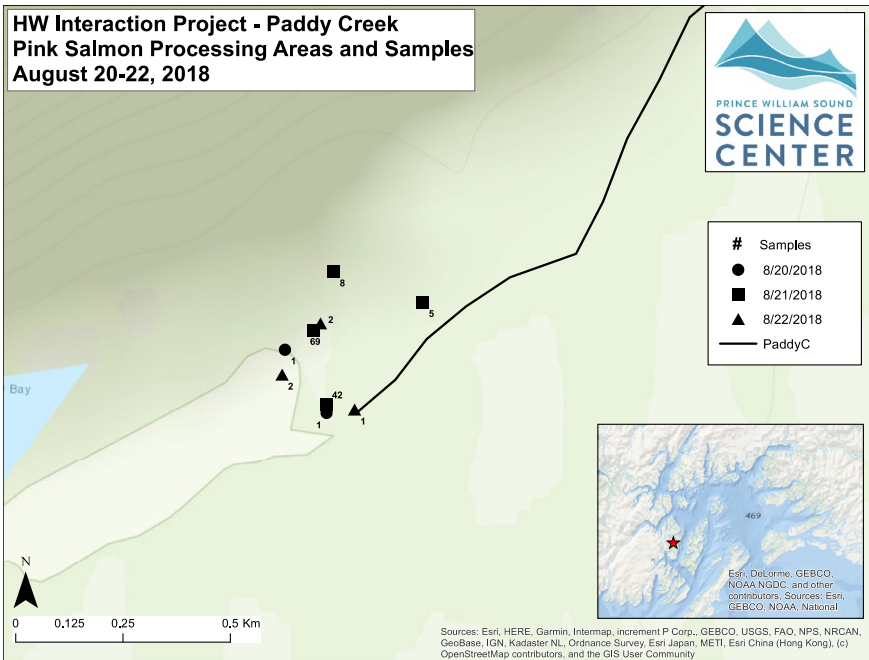 HW Interaction Project - Paddy Creek
Pink Salmon Processing Areas and Samples
August 20-22, 2018
PRINCE WILLIAM SOUND
SCIENCE
CENTER
# Samples
8/20/2018
8/21/2018
8/22/2018
PaddyC
8
5
2
69
1
2
42
1
1
Bay
469
Esri, DeLorme, GEBCO,
NOAA NGDC, and other
contributors, Sources: Esri,
GEBCO, NOAA, National
N
0 0.125 0.25 0.5 Km
Sources: Esri, HERE, Garmin, Intermap, increment P Corp., GEBCO, USGS, FAO, NPS, NRCAN,
GeoBase, IGN, Kadaster NL, Ordnance Survey, Esri Japan, METI, Esri China (Hong Kong), (c)
OpenStreetMap contributors, and the GIS User Community